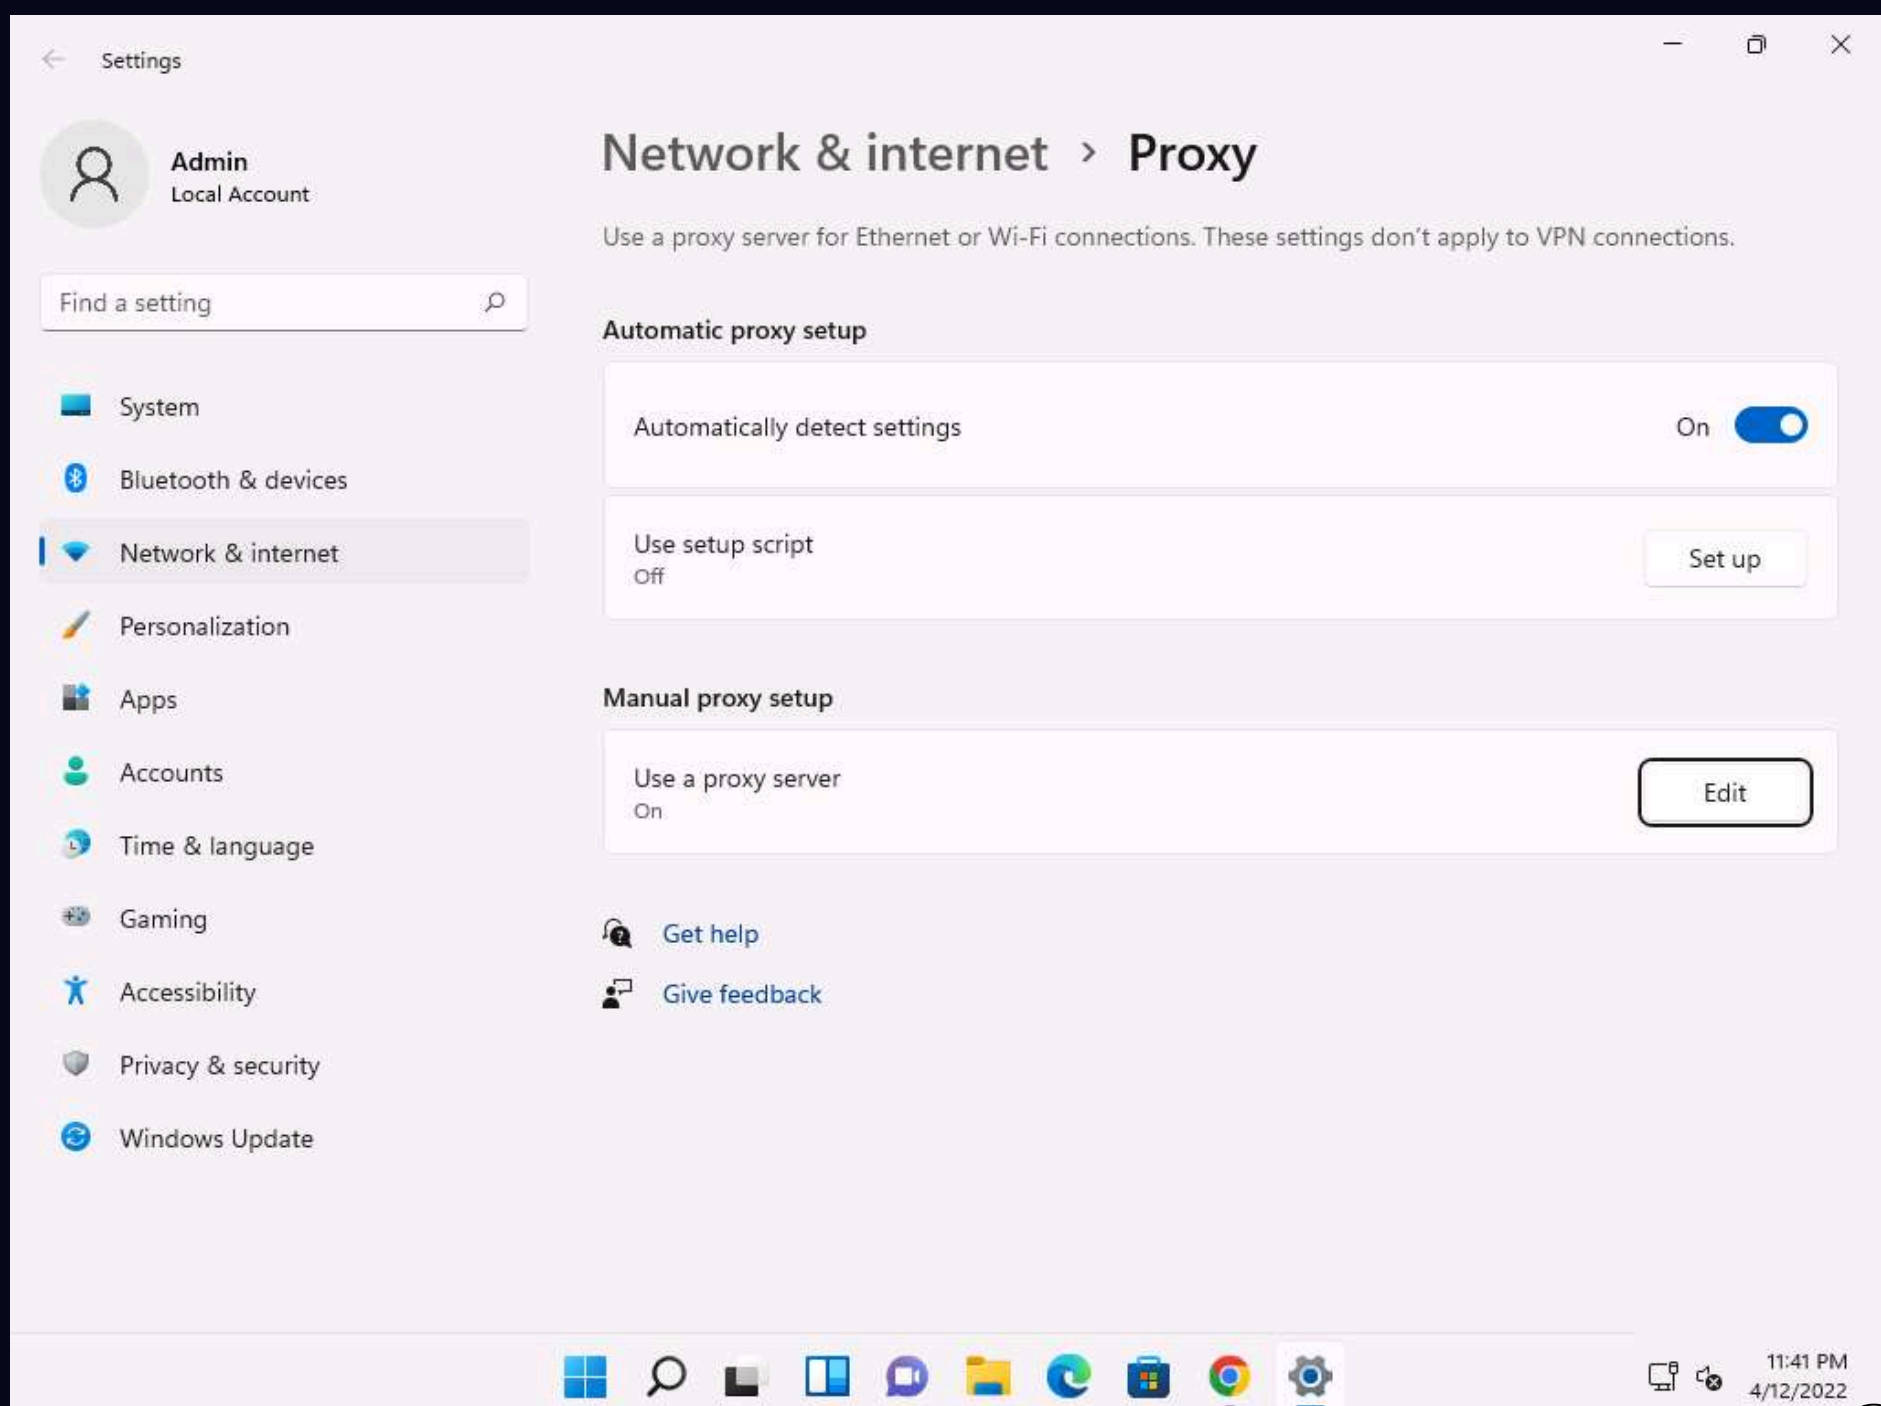 Settings
Admin
Local Account
Find a setting
System
Bluetooth & devices
Network & internet
Personalization
Apps
Accounts
Time & language
Gaming
Accessibility
Privacy & security
Windows Update
Network & internet › Proxy
Use a proxy server for Ethernet or Wi-Fi connections. These settings don't apply to VPN connections.
Automatic proxy setup
Automatically detect settings On
Use setup script
Off
Set up
Manual proxy setup
Use a proxy server
On
Edit
Get help
Give feedback
11:41 PM
4/12/2022